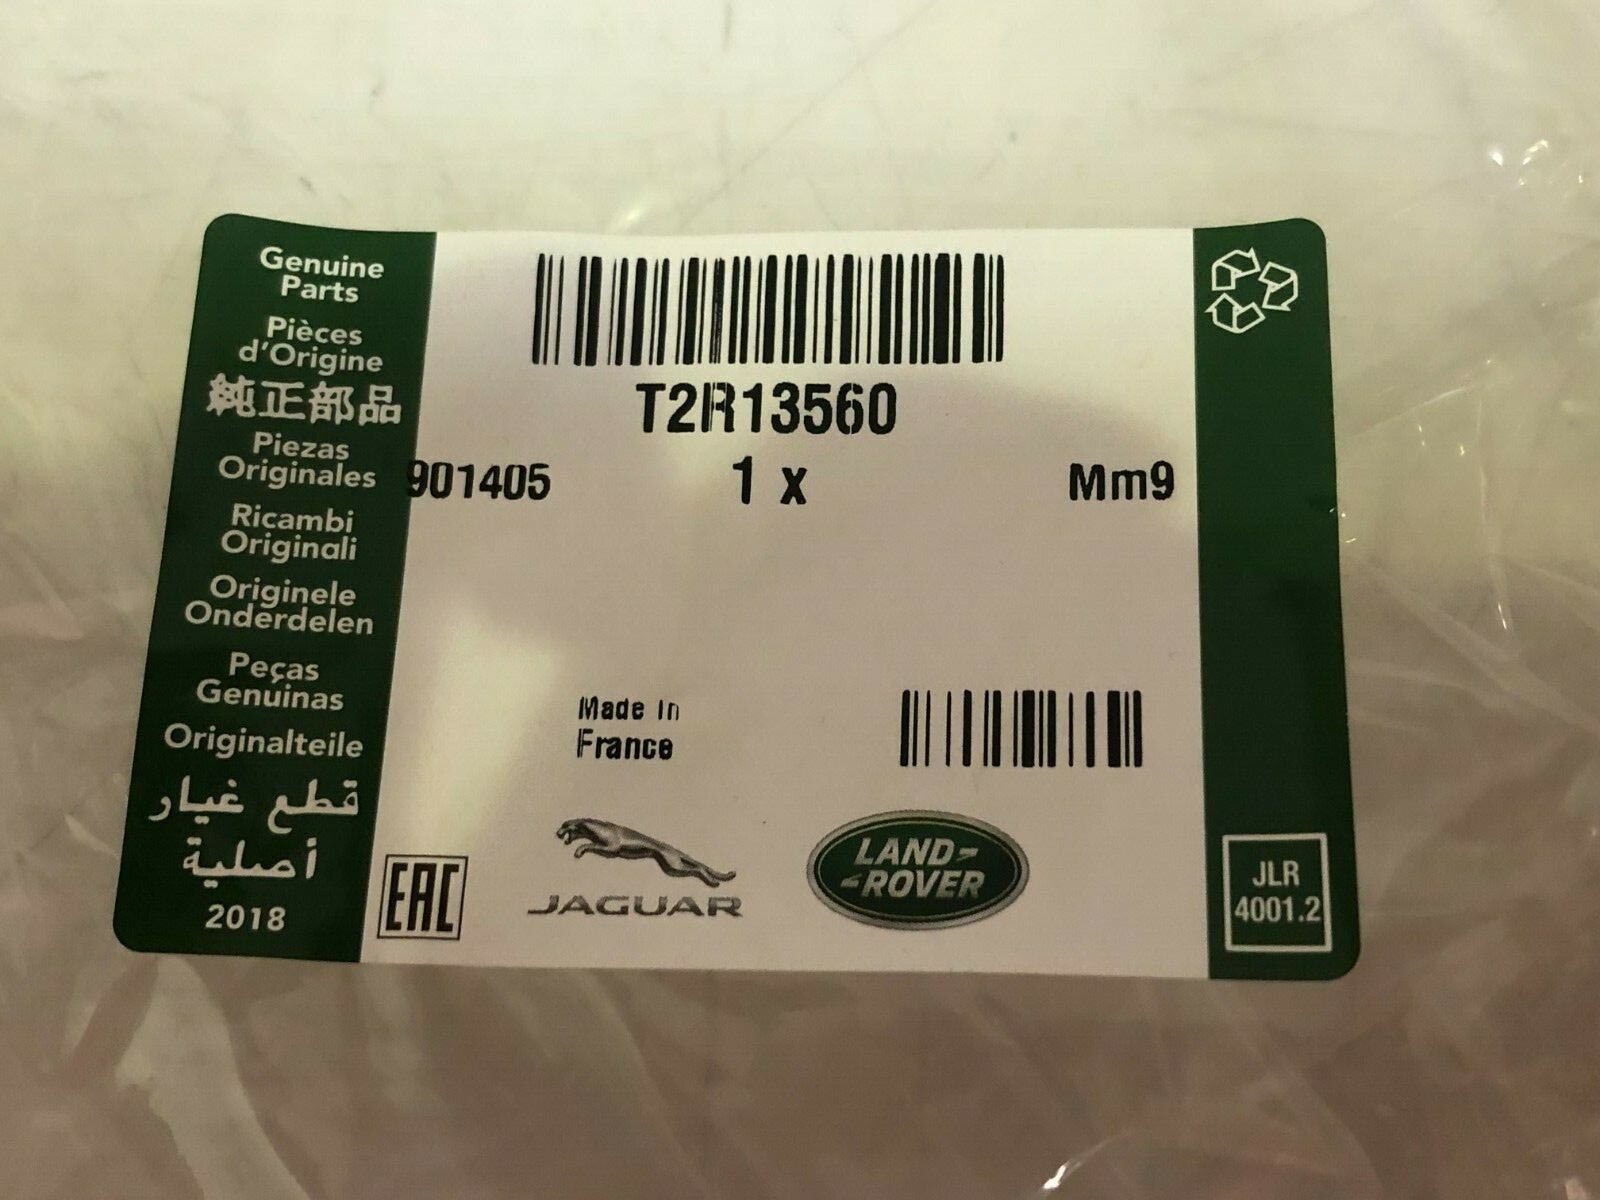 Genuine
Parts
Pièces
d'Origine
純正部品
Piezas
Originales
Ricambi
Originali
Originele
Onderdelen
Peças
Genuinas
Originalteile
قطع غيار
أصلية
2018
T2R13560
901405 1 x Mm9
Made In
France
EAC
JAGUAR
LAND
ROVER
JLR
4001.2